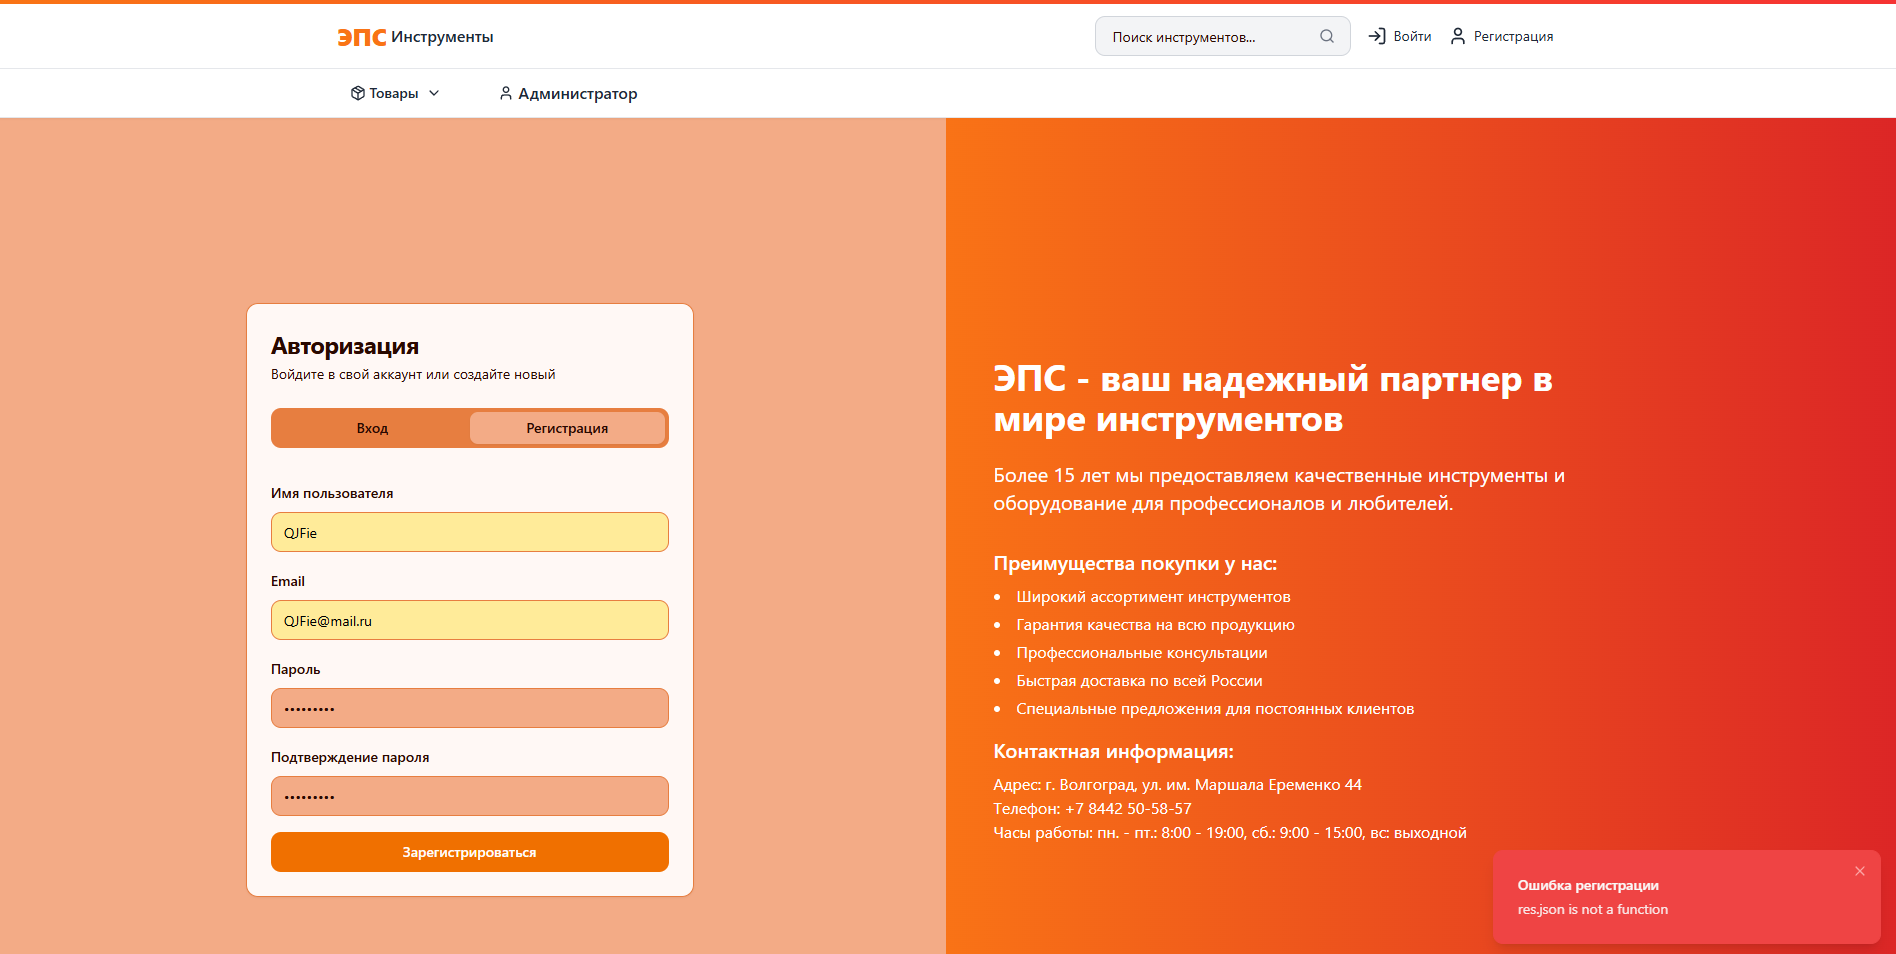 ЭПС Инструменты
Поиск инструментов...
Войти
Регистрация
Товары
Администратор
Авторизация
Войдите в свой аккаунт или создайте новый
Вход
Регистрация
Имя пользователя
QJFie
Email
QJFie@mail.ru
Пароль
•••••••••
Подтверждение пароля
•••••••••
Зарегистрироваться
ЭПС - ваш надежный партнер в
мире инструментов
Более 15 лет мы предоставляем качественные инструменты и
оборудование для профессионалов и любителей.
Преимущества покупки у нас:
• Широкий ассортимент инструментов
• Гарантия качества на всю продукцию
• Профессиональные консультации
• Быстрая доставка по всей России
• Специальные предложения для постоянных клиентов
Контактная информация:
Адрес: г. Волгоград, ул. им. Маршала Еременко 44
Телефон: +7 8442 50-58-57
Часы работы: пн. - пт.: 8:00 - 19:00, сб.: 9:00 - 15:00, вс: выходной
Ошибка регистрации
res.json is not a function